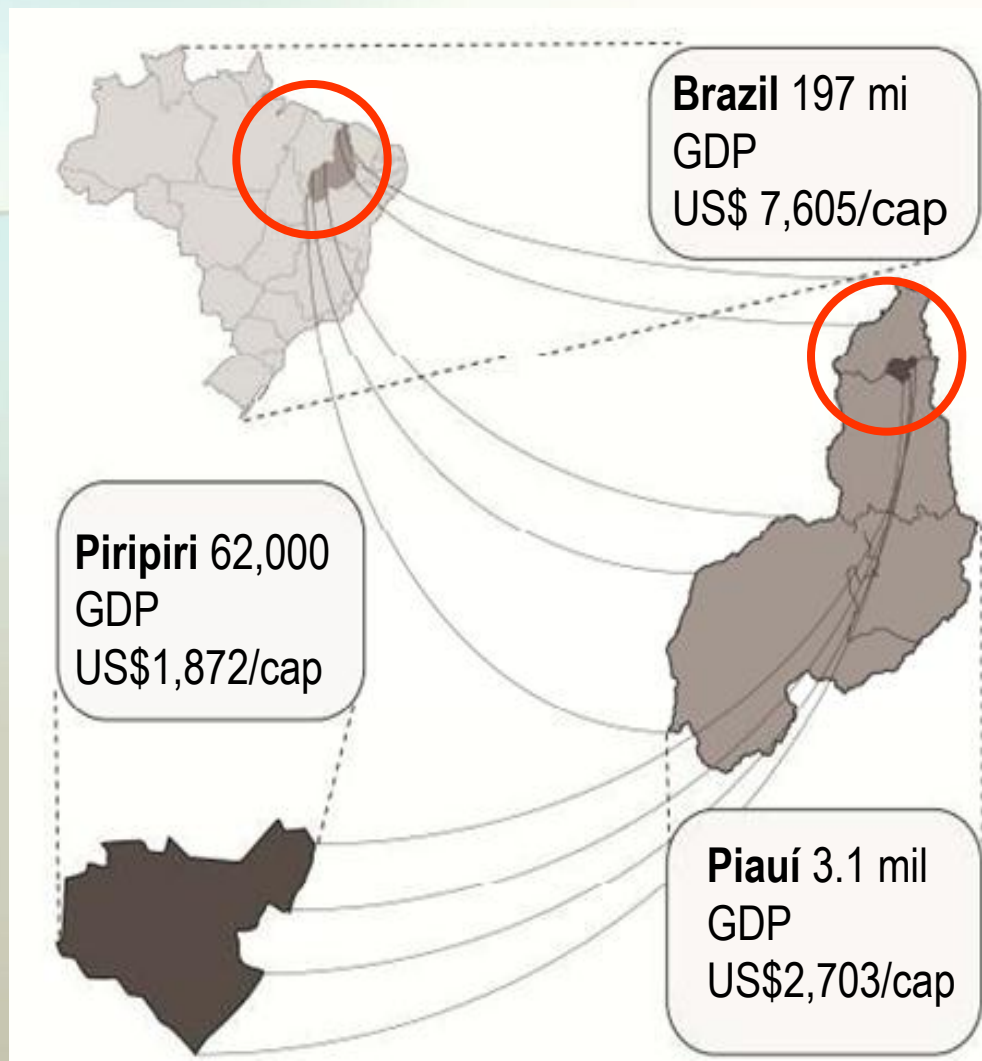 Brazil 197 mi
GDP
US$ 7,605/cap
Piripiri 62,000
GDP
US$1,872/cap
Piauí 3.1 mil
GDP
US$2,703/cap